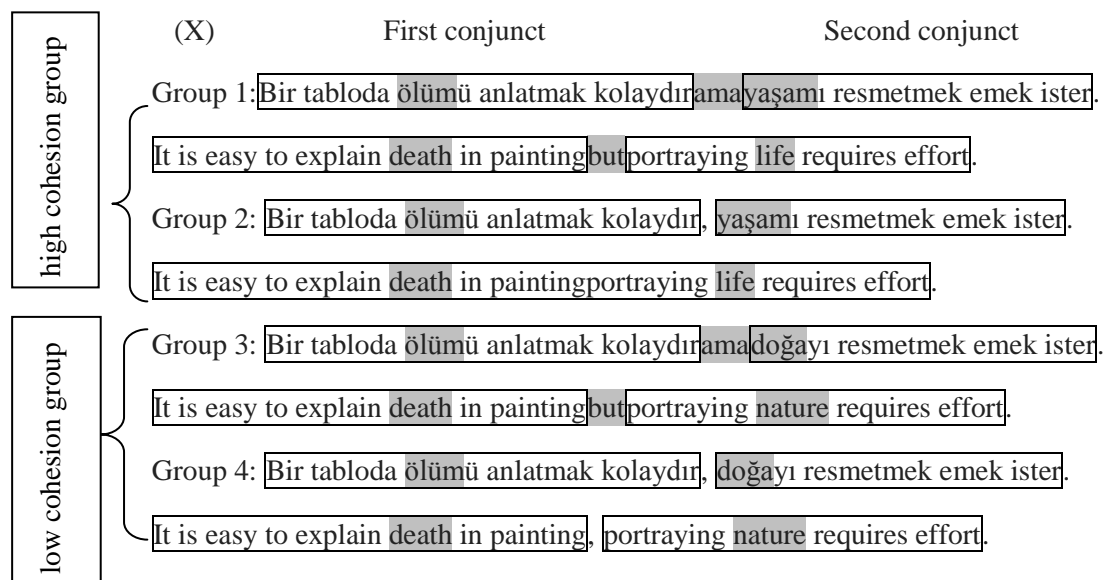 (X) First conjunct Second conjunct
high cohesion group
Group 1:Bir tabloda ölümü anlatmak kolaydıramayaşamı resmetmek emek ister.
It is easy to explain death in paintingbutportraying life requires effort.
Group 2: Bir tabloda ölümü anlatmak kolaydır, yaşamı resmetmek emek ister.
It is easy to explain death in paintingportraying life requires effort.
low cohesion group
Group 3: Bir tabloda ölümü anlatmak kolaydıramadoğayı resmetmek emek ister.
It is easy to explain death in paintingbutportraying nature requires effort.
Group 4: Bir tabloda ölümü anlatmak kolaydır, doğayı resmetmek emek ister.
It is easy to explain death in painting, portraying nature requires effort.